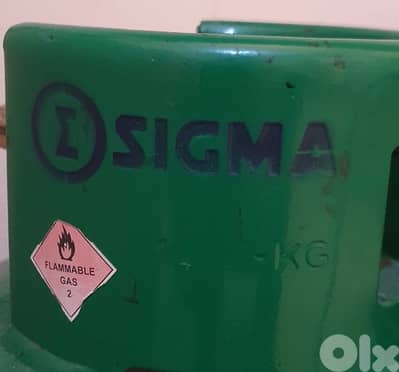 Σ SIGMA
-KG
FLAMMABLE
GAS
2
Olx